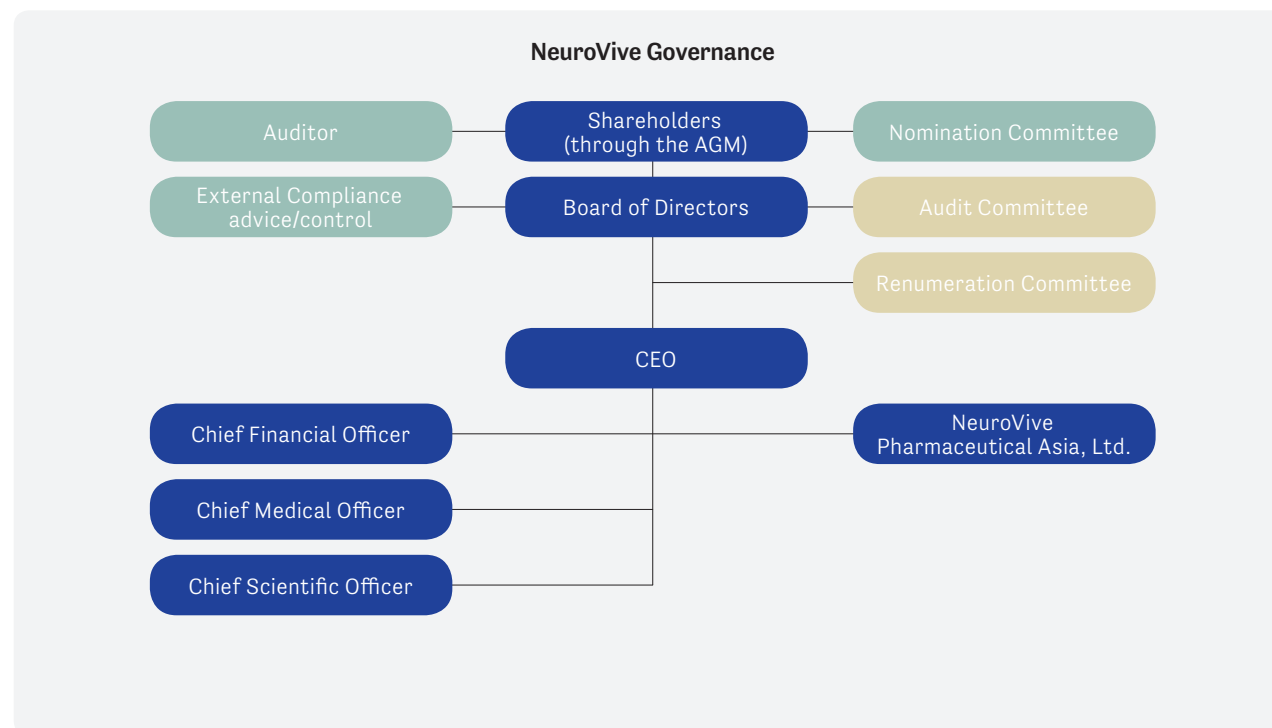 NeuroVive Governance
Auditor
Shareholders
(through the AGM)
Nomination Committee
External Compliance
advice/control
Board of Directors
Audit Committee
Renumeration Committee
CEO
Chief Financial Officer
NeuroVive
Pharmaceutical Asia, Ltd.
Chief Medical Officer
Chief Scientific Officer